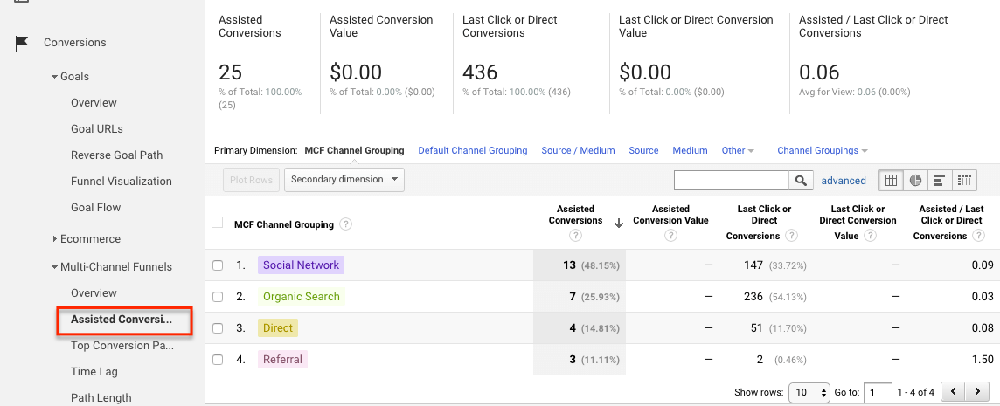 Conversions
Goals
Overview
Goal URLs
Reverse Goal Path
Funnel Visualization
Goal Flow
Ecommerce
Multi-Channel Funnels
Overview
Assisted Conversi...
Top Conversion Pa...
Time Lag
Path Length
Assisted
Conversions
25
% of Total: 100.00%
(25)
Assisted Conversion
Value
$0.00
% of Total: 0.00% ($0.00)
Last Click or Direct
Conversions
436
% of Total: 100.00% (436)
Last Click or Direct Conversion
Value
$0.00
% of Total: 0.00% ($0.00)
Assisted / Last Click or Direct
Conversions
0.06
Avg for View: 0.06 (0.00%)
Primary Dimension: MCF Channel Grouping Default Channel Grouping Source / Medium Source Medium Other Channel Groupings
Plot Rows Secondary dimension advanced
MCF Channel Grouping ?
Assisted
Conversions
?
Assisted
Conversion Value
?
Last Click or
Direct
Conversions ?
Last Click or
Direct Conversion
Value ?
Assisted / Last
Click or Direct
Conversions ?
1. Social Network 13 (48.15%) — 147 (33.72%) — 0.09
2. Organic Search 7 (25.93%) — 236 (54.13%) — 0.03
3. Direct 4 (14.81%) — 51 (11.70%) — 0.08
4. Referral 3 (11.11%) — 2 (0.46%) — 1.50
Show rows: 10 Go to: 1 1 - 4 of 4